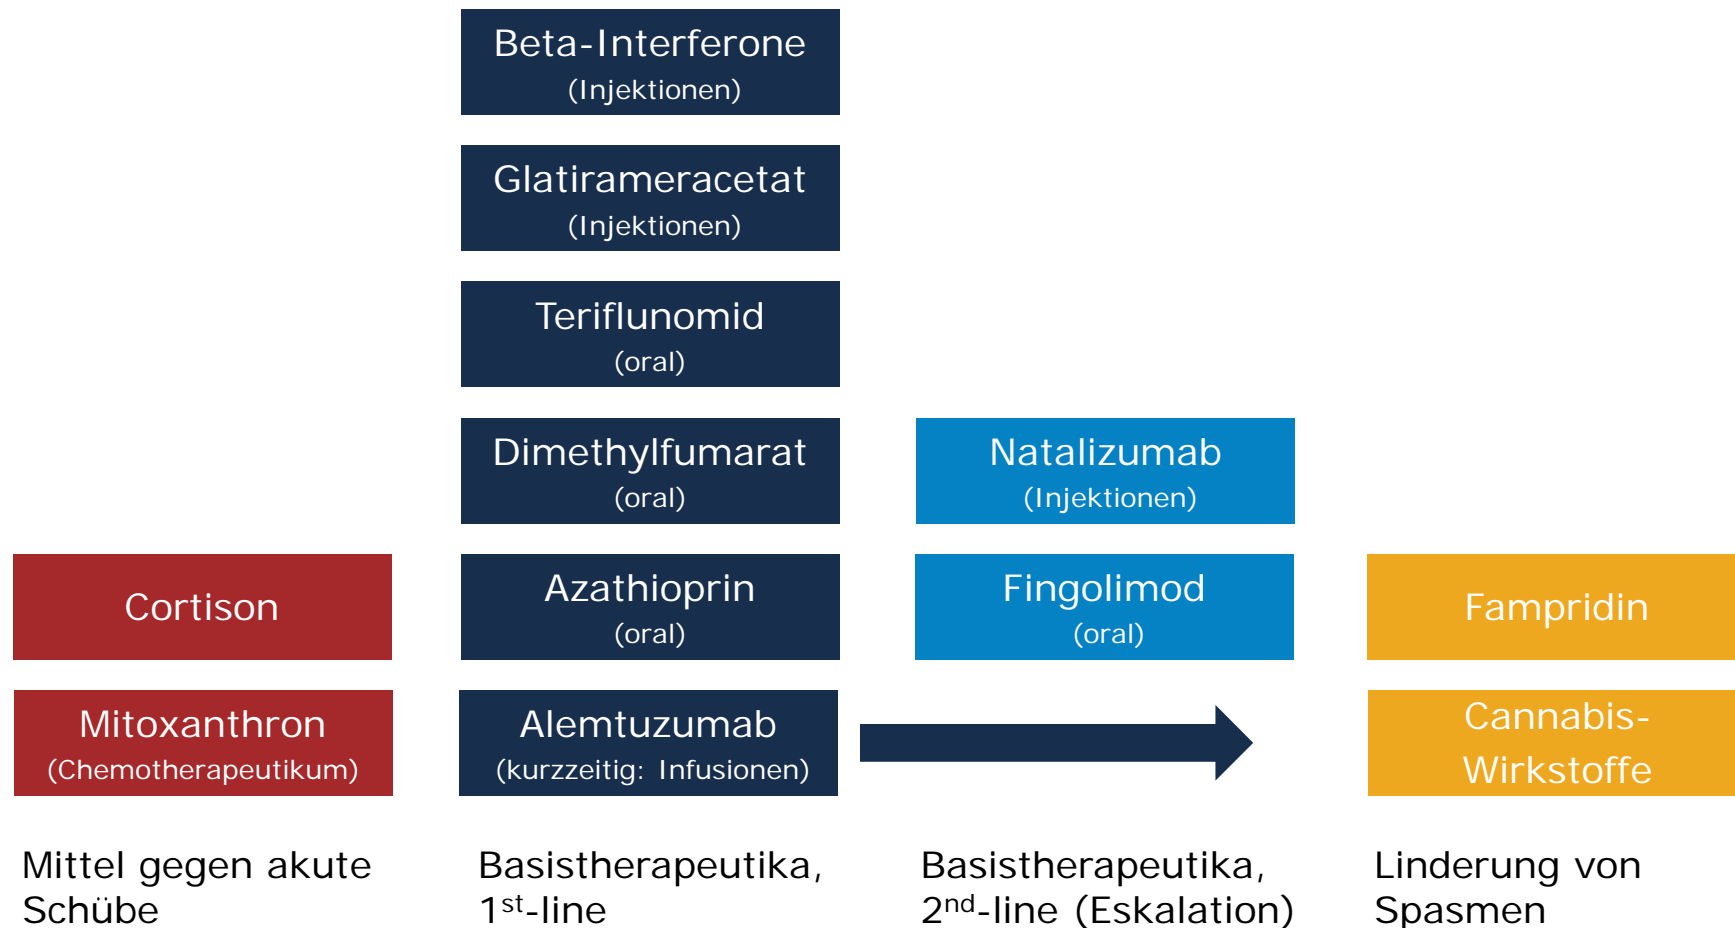 Beta-Interferone
(Injektionen)
Glatirameracetat
(Injektionen)
Teriflunomid
(oral)
Dimethylfumarat
(oral)
Natalizumab
(Injektionen)
Cortison
Azathioprin
(oral)
Fingolimod
(oral)
Fampridin
Mitoxanthron
(Chemotherapeutikum)
Alemtuzumab
(kurzzeitig: Infusionen)
Cannabis-
Wirkstoffe
Mittel gegen akute
Schübe
Basistherapeutika,
1st-line
Basistherapeutika,
2nd-line (Eskalation)
Linderung von
Spasmen